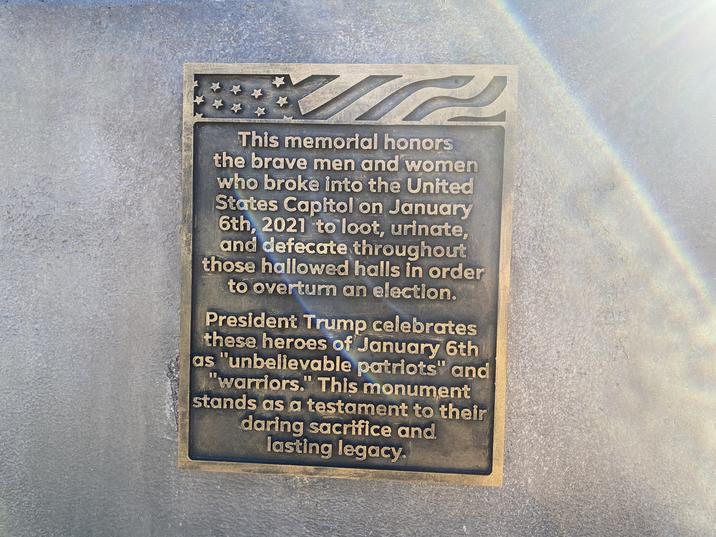 This memorial honors
the brave men and women
who broke into the United
States Capitol on January
6th, 2021 to loot, urinate,
and defecate throughout
those hallowed halls in order
to overturn an election.
President Trump celebrates
these heroes of January 6th
as "unbelievable patriots" and
"warriors." This monument
stands as a testament to their
daring sacrifice and
lasting legacy.